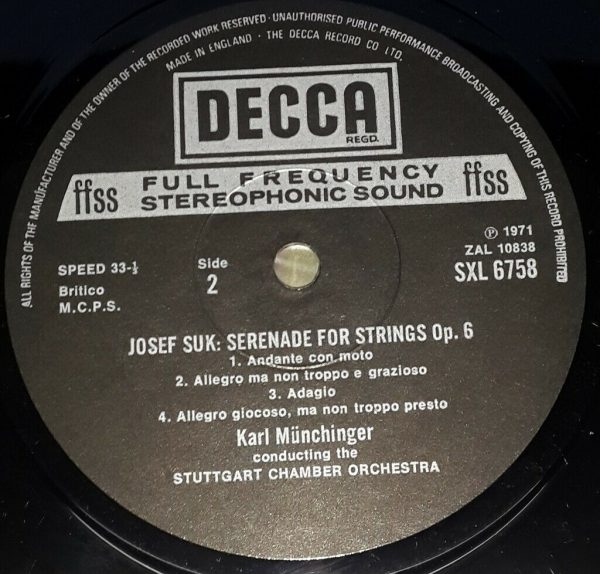 ALL RIGHTS OF THE MANUFACTURER AND OF THE OWNER OF THE RECORDED WORK RESERVED · UNAUTHORISED PUBLIC PERFORMANCE BROADCASTING AND COPYING OF THIS RECORD PROHIBITED
MADE IN ENGLAND · THE DECCA RECORD CO LTD.
DECCA
REGD.
ffss FULL FREQUENCY ffss
STEREOPHONIC SOUND
℗ 1971
ZAL 10838
SPEED 33-⅓ Side SXL 6758
Britico 2
M.C.P.S.
JOSEF SUK: SERENADE FOR STRINGS Op. 6
1. Andante con moto
2. Allegro ma non troppo e grazioso
3. Adagio
4. Allegro giocoso, ma non troppo presto
Karl Münchinger
conducting the
STUTTGART CHAMBER ORCHESTRA